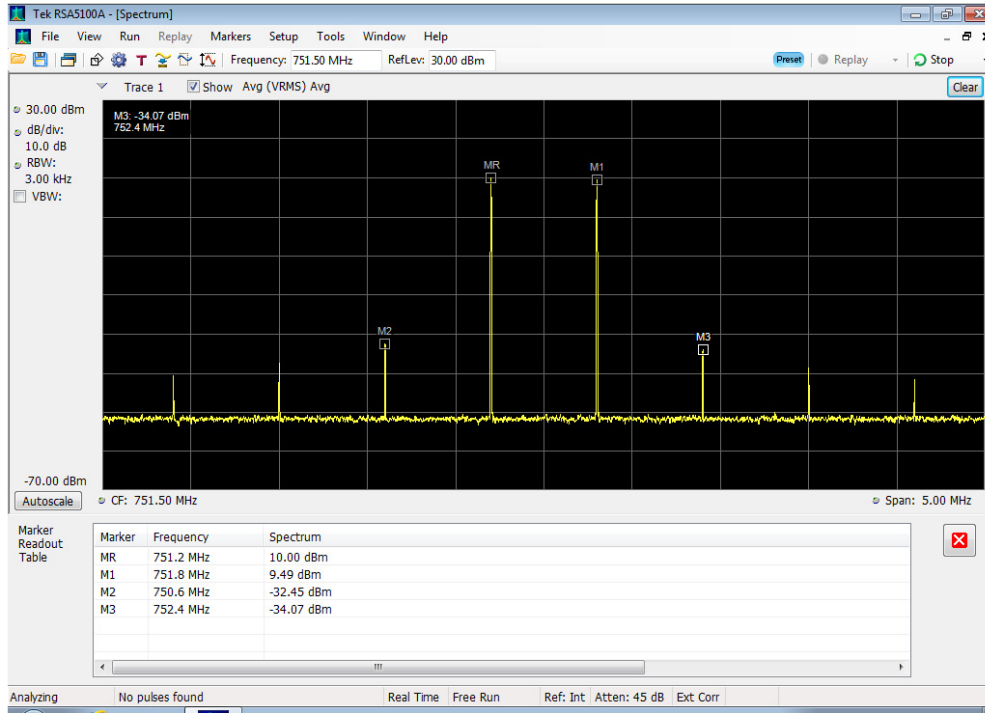 Tek RSA5100A - [Spectrum]
File View Run Replay Markers Setup Tools Window Help
T Frequency: 751.50 MHz RefLev: 30.00 dBm Preset Replay Stop
Trace 1 Show Avg (VRMS) Avg Clear
30.00 dBm
dB/div:
10.0 dB
RBW:
3.00 kHz
VBW:
M3: -34.07 dBm
752.4 MHz
MR
M1
M2
M3
-70.00 dBm
Autoscale CF: 751.50 MHz Span: 5.00 MHz
Marker
Readout
Table
Marker Frequency Spectrum
MR 751.2 MHz 10.00 dBm
M1 751.8 MHz 9.49 dBm
M2 750.6 MHz -32.45 dBm
M3 752.4 MHz -34.07 dBm
Analyzing No pulses found Real Time Free Run Ref: Int Atten: 45 dB Ext Corr